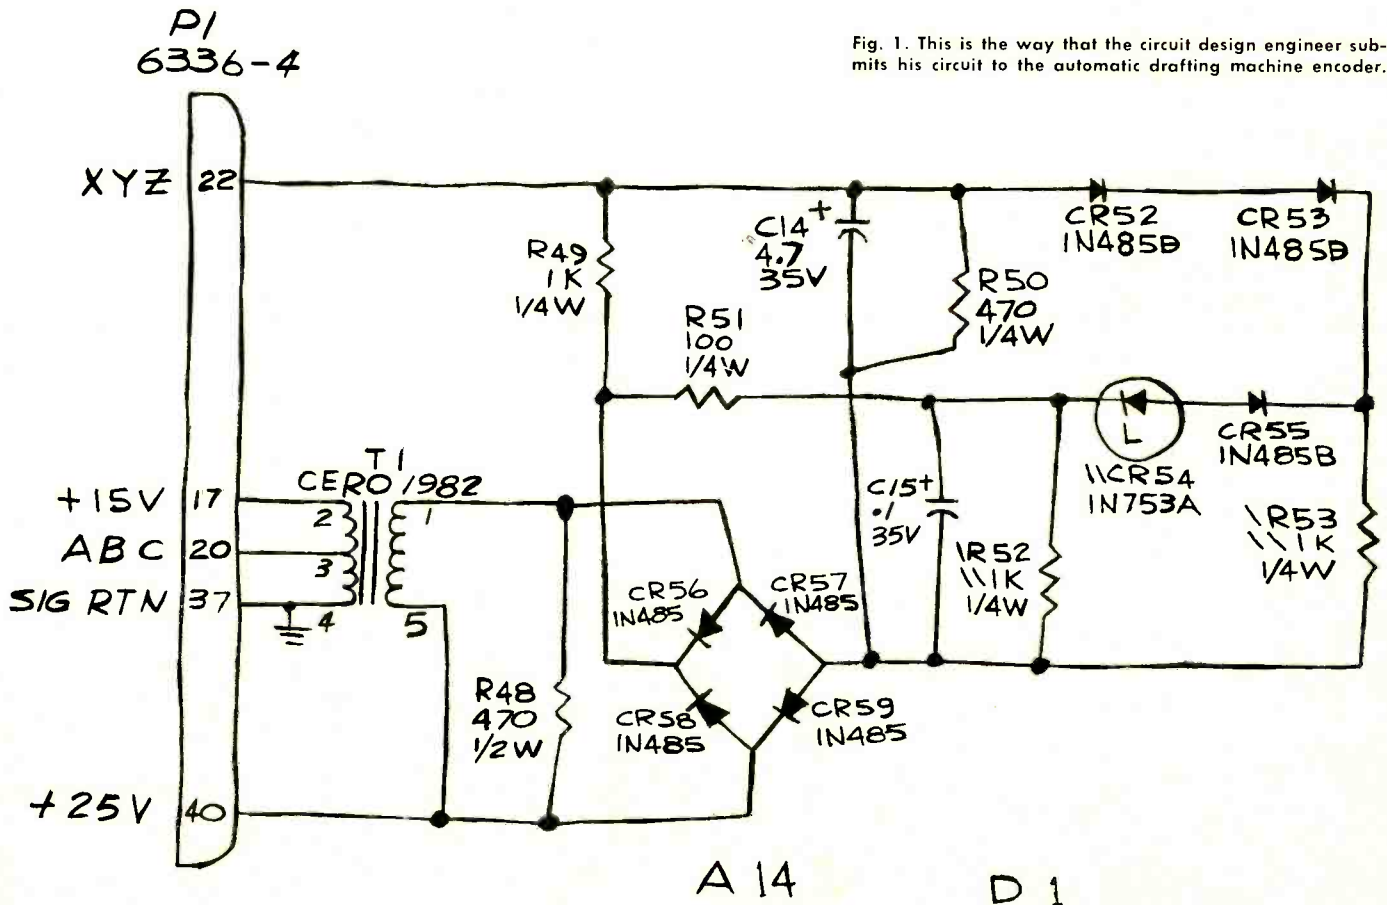 P1
6336-4
Fig. 1. This is the way that the circuit design engineer sub-
mits his circuit to the automatic drafting machine encoder.
XYZ 22
C14 +
4.7
35V
CR52
1N485B
CR53
1N485B
R49
1K
1/4W
R50
470
1/4W
R51
100
1/4W
L
CR55
1N485B
\\CR54
1N753A
T1
CERO 1982
+15V 17
2
1
ABC 20
3
SIG RTN 37
4
5
C15+
.1
35V
\R52
\\1K
1/4W
\R53
\\1K
1/4W
CR56
1N485
CR57
1N485
R48
470
1/2W
CR58
1N485
CR59
1N485
+25V 40
A14
D1